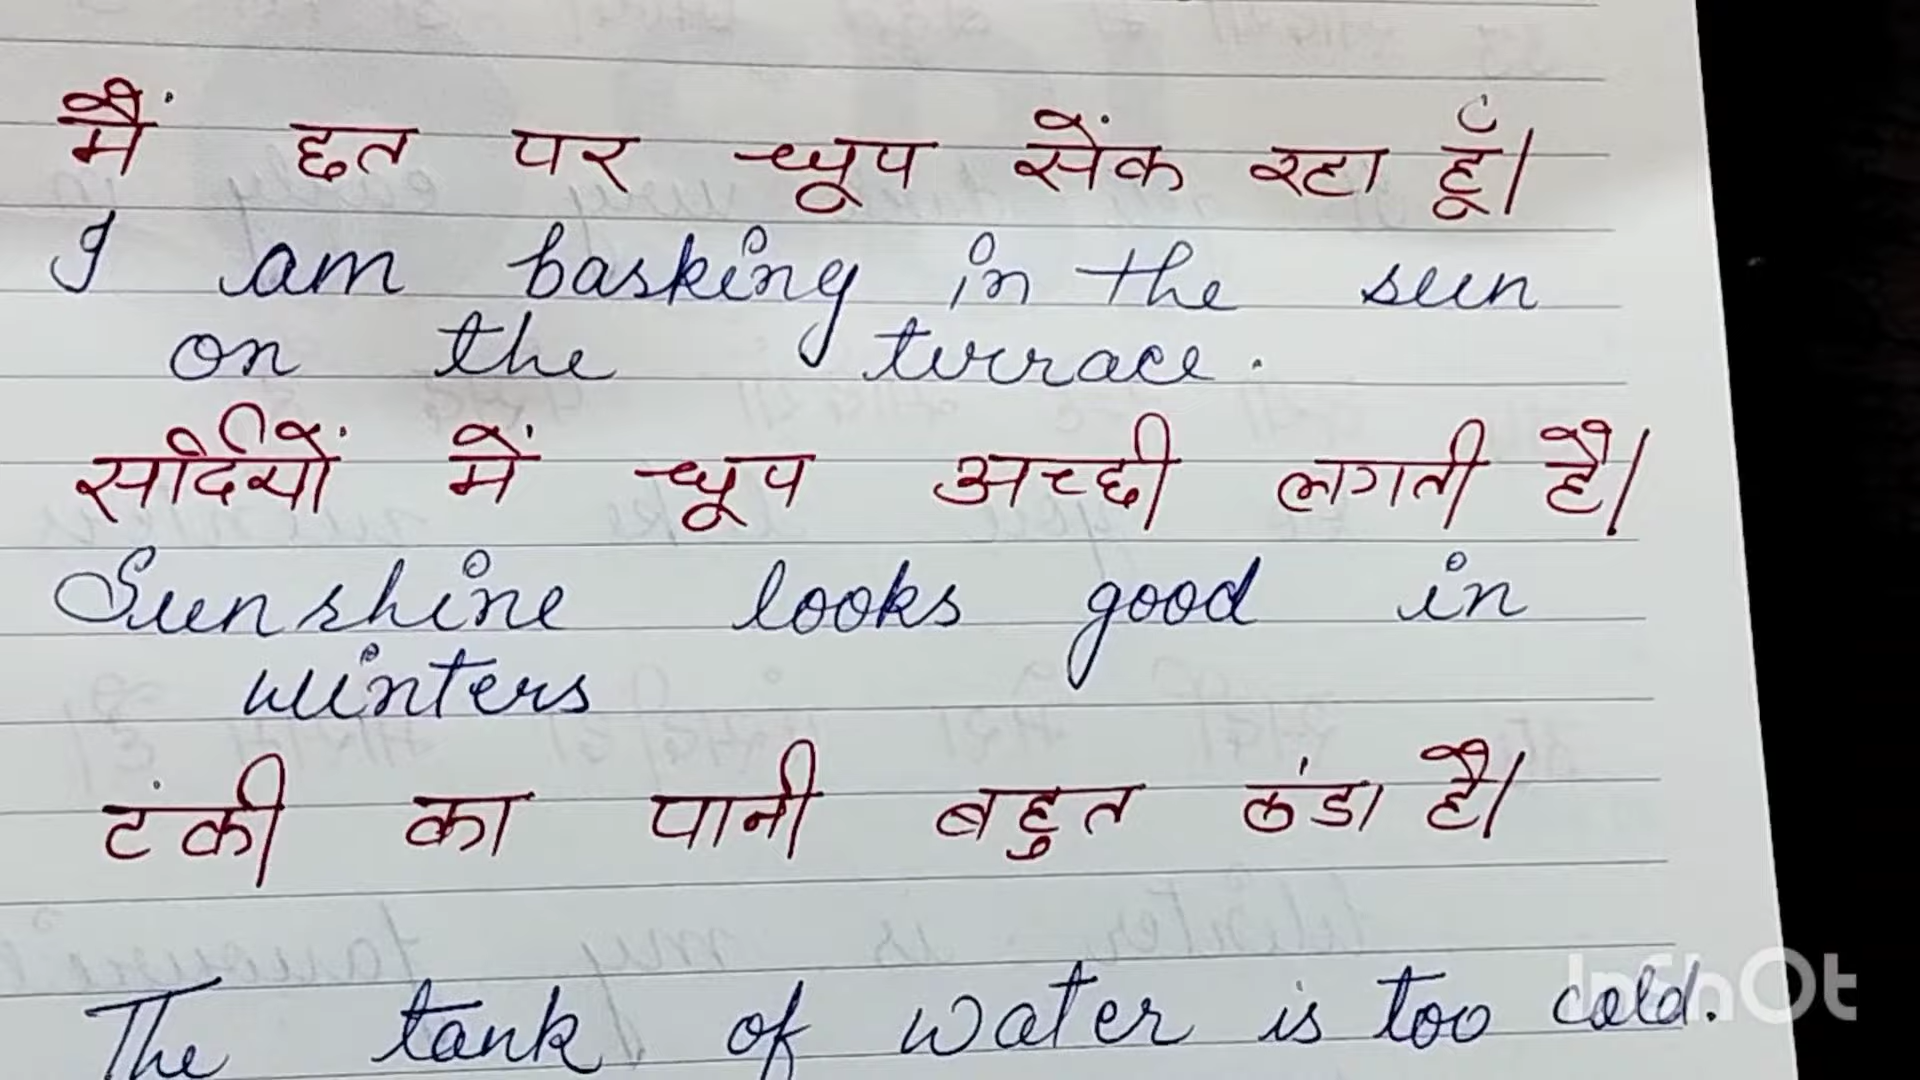 मैं छत पर धूप सेंक रहा हूँ।
I am basking in the sun
on the terrace.
सर्दियों में धूप अच्छी लगती है।
Sunshine looks good in
winters
टंकी का पानी बहुत ठंडा है।
The tank of water is too cold.
InShOt